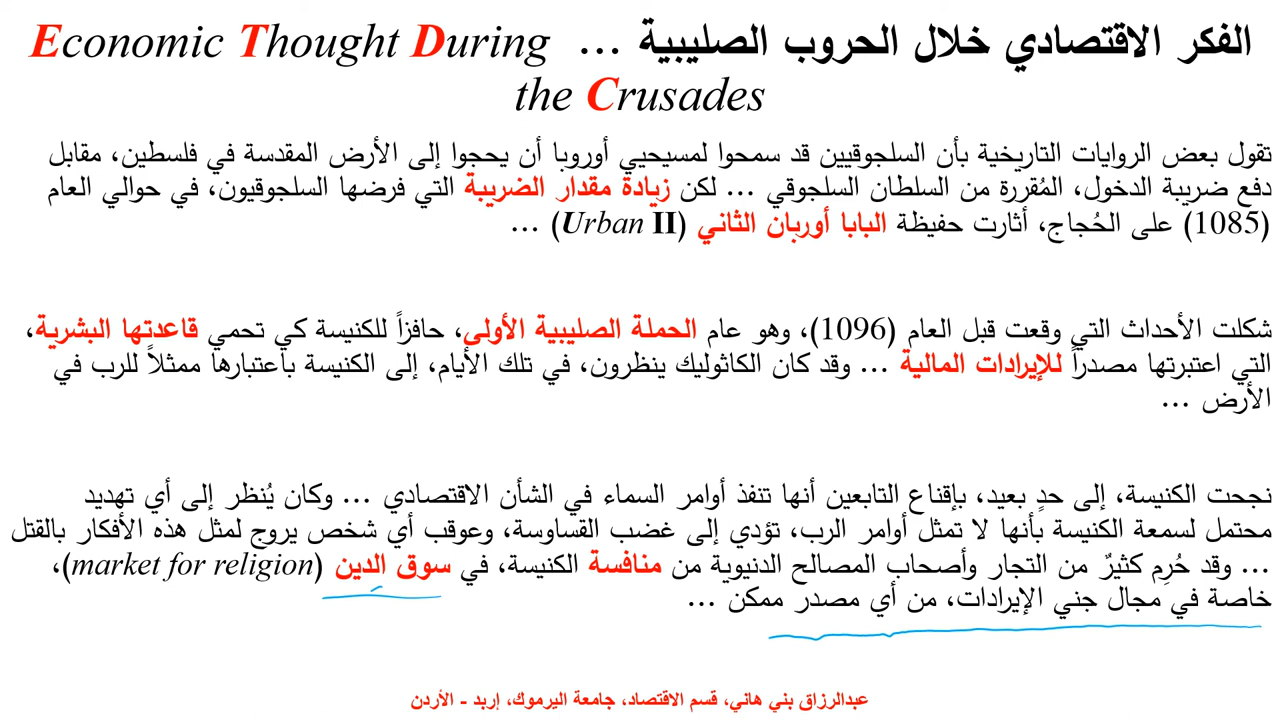 الفكر الاقتصادي خلال الحروب الصليبية ... Economic Thought During
the Crusades
تقول بعض الروايات التاريخية بأن السلجوقيين قد سمحوا لمسيحيي أوروبا أن يحجوا إلى الأرض المقدسة في فلسطين، مقابل
دفع ضريبة الدخول، المُقررة من السلطان السلجوقي ... لكن زيادة مقدار الضريبة التي فرضها السلجوقيون، في حوالي العام
(1085) على الحُجاج، أثارت حفيظة البابا أوربان الثاني (Urban II) ...
شكلت الأحداث التي وقعت قبل العام (1096)، وهو عام الحملة الصليبية الأولى، حافزاً للكنيسة كي تحمي قاعدتها البشرية،
التي اعتبرتها مصدراً للإيرادات المالية ... وقد كان الكاثوليك ينظرون، في تلك الأيام، إلى الكنيسة باعتبارها ممثلاً للرب في
الأرض ...
نجحت الكنيسة، إلى حدٍ بعيد، بإقناع التابعين أنها تنفذ أوامر السماء في الشأن الاقتصادي ... وكان يُنظر إلى أي تهديد
محتمل لسمعة الكنيسة بأنها لا تمثل أوامر الرب، تؤدي إلى غضب القساوسة، وعوقب أي شخص يروج لمثل هذه الأفكار بالقتل
... وقد حُرِم كثيرٌ من التجار وأصحاب المصالح الدنيوية من منافسة الكنيسة، في سوق الدين (market for religion)،
خاصة في مجال جني الإيرادات، من أي مصدر ممكن ...
عبدالرزاق بني هاني، قسم الاقتصاد، جامعة اليرموك، إربد - الأردن